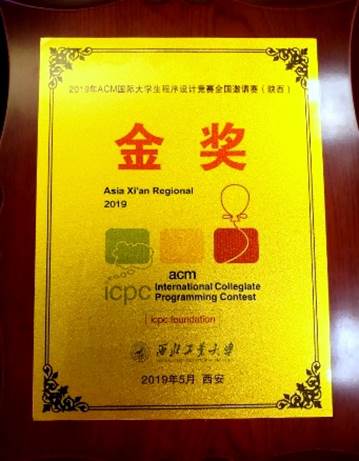 2019年ACM国际大学生程序设计竞赛全国邀请赛（陕西）
金奖
Asia Xi'an Regional
2019
acm
icpc International Collegiate
Programming Contest
icpc foundation
西北工业大学
2019年5月 西安